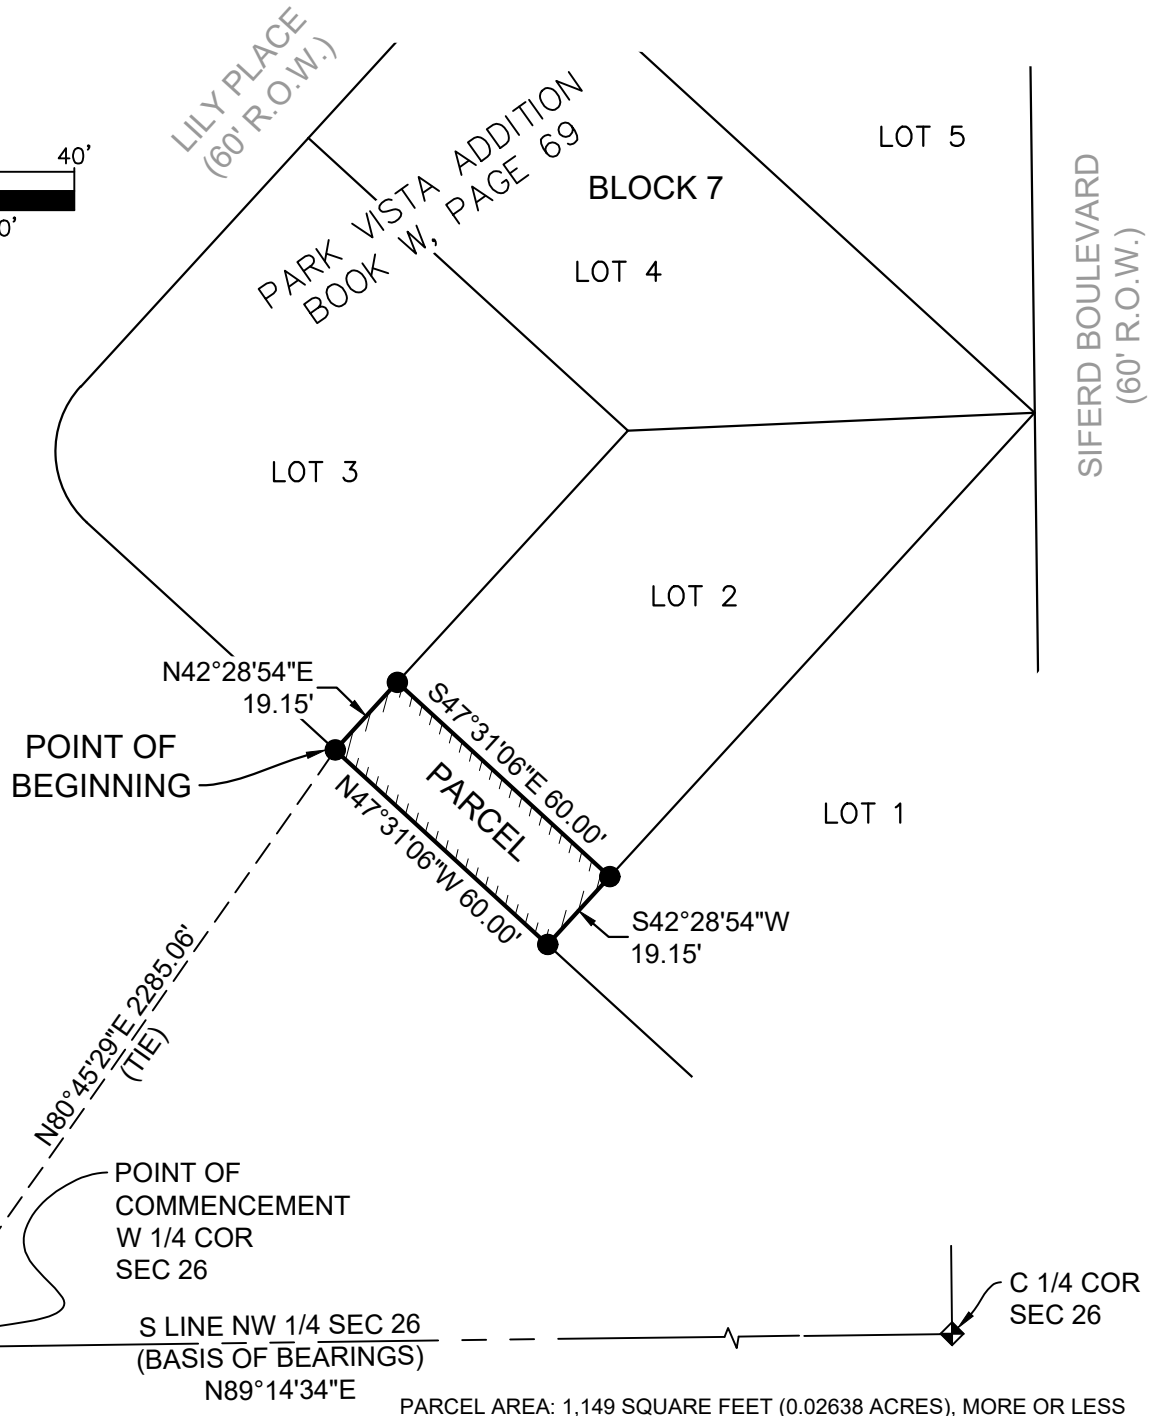 LILY PLACE
(60' R.O.W.)
40'
0'
PARK VISTA ADDITION
BOOK W, PAGE 69
BLOCK 7
LOT 5
LOT 4
SIFERD BOULEVARD
(60' R.O.W.)
LOT 3
LOT 2
N42°28'54"E
19.15'
S47°31'06"E 60.00'
POINT OF
BEGINNING
PARCEL
N47°31'06"W 60.00'
LOT 1
S42°28'54"W
19.15'
N80°45'29"E 2285.06'
(TIE)
POINT OF
COMMENCEMENT
W 1/4 COR
SEC 26
C 1/4 COR
SEC 26
S LINE NW 1/4 SEC 26
(BASIS OF BEARINGS)
N89°14'34"E
PARCEL AREA: 1,149 SQUARE FEET (0.02638 ACRES), MORE OR LESS